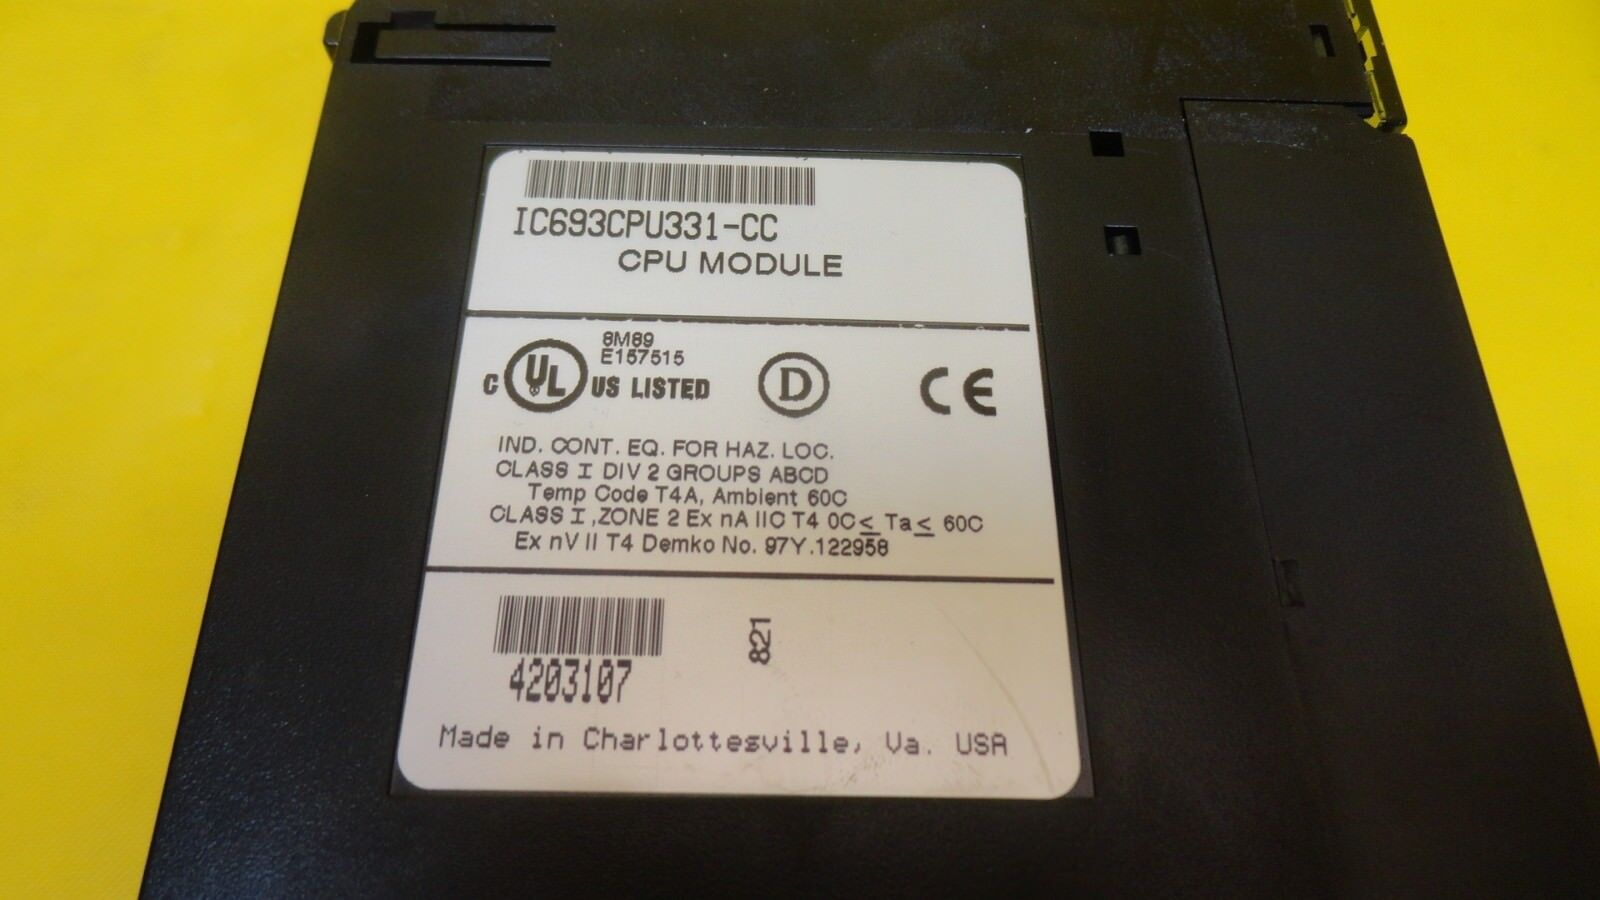 IC693CPU331-CC
CPU MODULE
8M89
E157515
C UL US LISTED
D
CE
IND. CONT. EQ. FOR HAZ. LOC.
CLASS I DIV 2 GROUPS ABCD
Temp Code T4A, Ambient 60C
CLASS I, ZONE 2 Ex nA IIC T4 0C≤ Ta≤ 60C
Ex nV II T4 Demko No. 97Y.122958
821
4203107
Made in Charlottesville, Va. USA